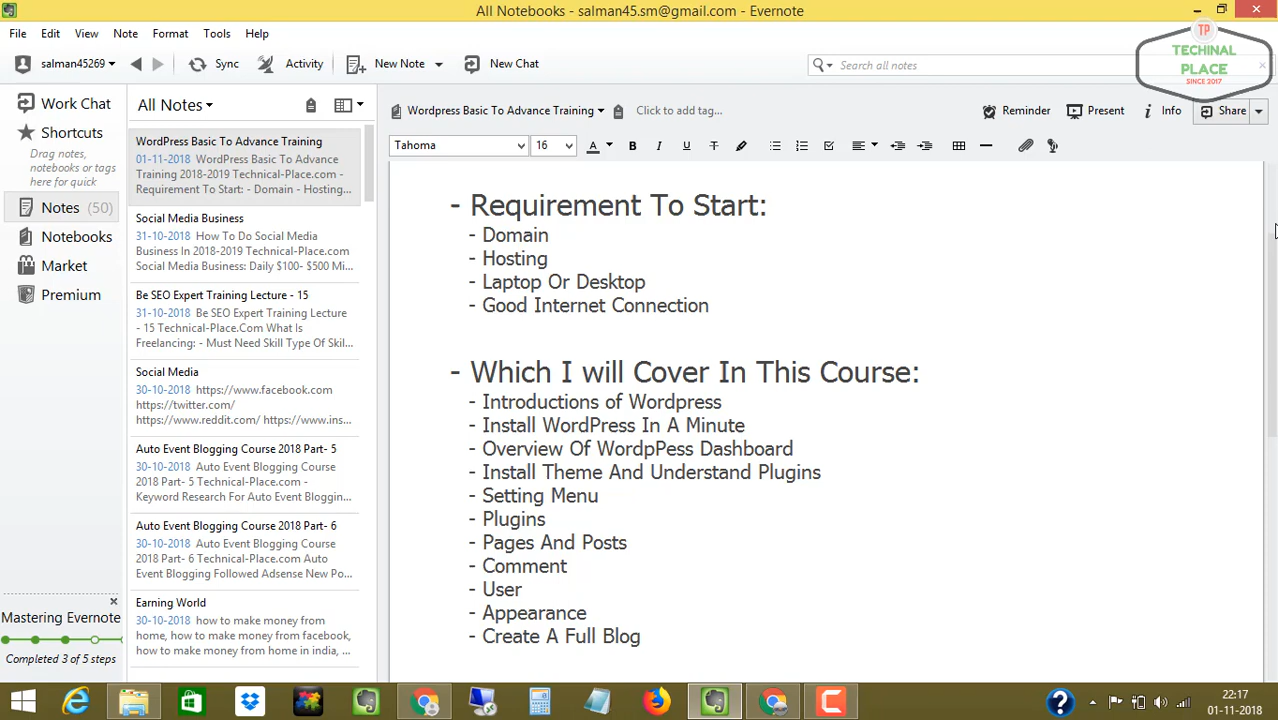 All Notebooks - salman45.sm@gmail.com - Evernote
File Edit View Note Format Tools Help
salman45269 Sync Activity New Note New Chat Search all notes
TP
TECHINAL
PLACE
SINCE 2017
Work Chat
Shortcuts
Drag notes,
notebooks or tags
here for quick
Notes (50)
Notebooks
Market
Premium
Mastering Evernote
Completed 3 of 5 steps
All Notes
WordPress Basic To Advance Training
01-11-2018 WordPress Basic To Advance
Training 2018-2019 Technical-Place.com -
Requirement To Start: - Domain - Hosting...
Social Media Business
31-10-2018 How To Do Social Media
Business In 2018-2019 Technical-Place.com
Social Media Business: Daily $100- $500 Mi...
Be SEO Expert Training Lecture - 15
31-10-2018 Be SEO Expert Training Lecture
- 15 Technical-Place.Com What Is
Freelancing: - Must Need Skill Type Of Skil...
Social Media
30-10-2018 https://www.facebook.com
https://twitter.com/
https://www.reddit.com/ https://www.ins...
Auto Event Blogging Course 2018 Part- 5
30-10-2018 Auto Event Blogging Course
2018 Part- 5 Technical-Place.com -
Keyword Research For Auto Event Bloggin...
Auto Event Blogging Course 2018 Part- 6
30-10-2018 Auto Event Blogging Course
2018 Part- 6 Technical-Place.com Auto
Event Blogging Followed Adsense New Po...
Earning World
30-10-2018 how to make money from
home, how to make money from facebook,
how to make money from home in india, ...
Wordpress Basic To Advance Training Click to add tag... Reminder Present Info Share
Tahoma 16
- Requirement To Start:
- Domain
- Hosting
- Laptop Or Desktop
- Good Internet Connection
- Which I will Cover In This Course:
- Introductions of Wordpress
- Install WordPress In A Minute
- Overview Of WordpPess Dashboard
- Install Theme And Understand Plugins
- Setting Menu
- Plugins
- Pages And Posts
- Comment
- User
- Appearance
- Create A Full Blog
22:17
01-11-2018